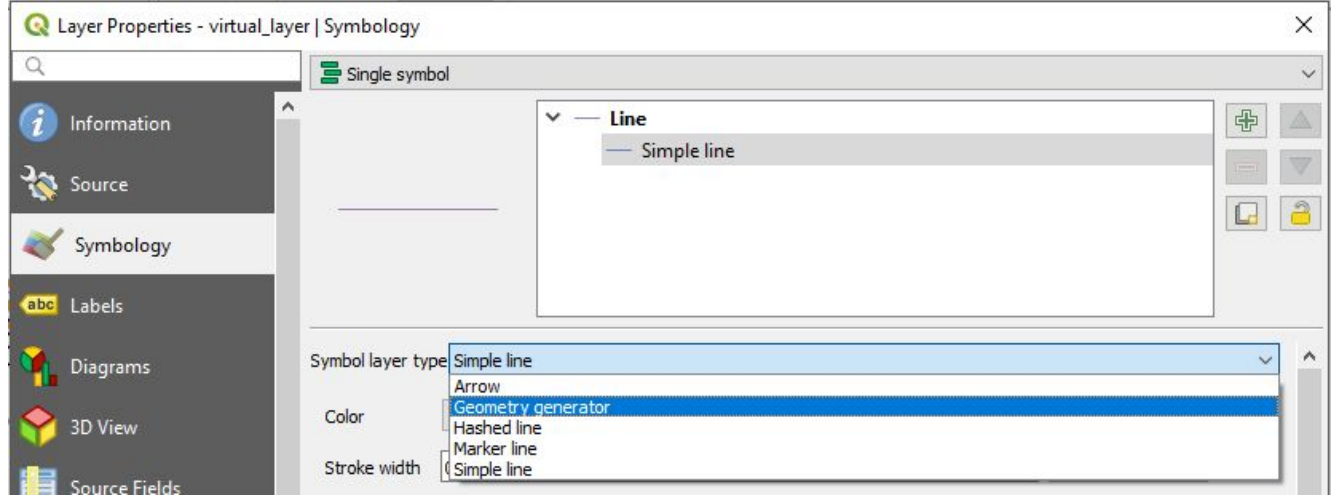 Layer Properties - virtual_layer | Symbology
Single symbol
Information
Source
Symbology
abc Labels
Diagrams
3D View
Source Fields
Line
Simple line
Symbol layer type Simple line
Arrow
Color
Geometry generator
Hashed line
Marker line
Stroke width
Simple line